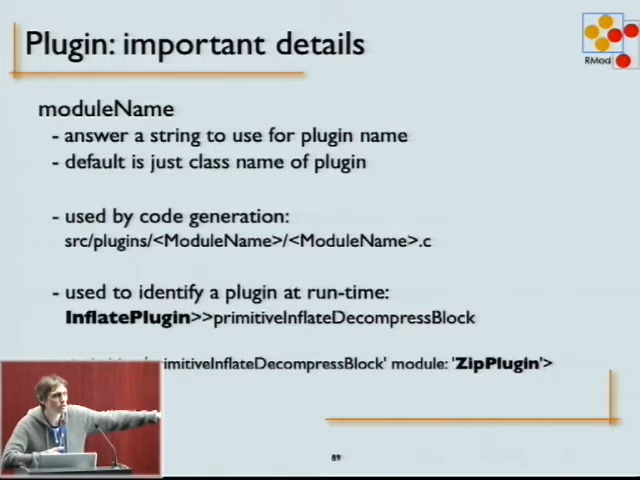 Plugin: important details
RMod
moduleName
- answer a string to use for plugin name
- default is just class name of plugin
- used by code generation:
src/plugins/<ModuleName>/<ModuleName>.c
- used to identify a plugin at run-time:
InflatePlugin>>primitiveInflateDecompressBlock
rimitiveInflateDecompressBlock' module: 'ZipPlugin'>
89